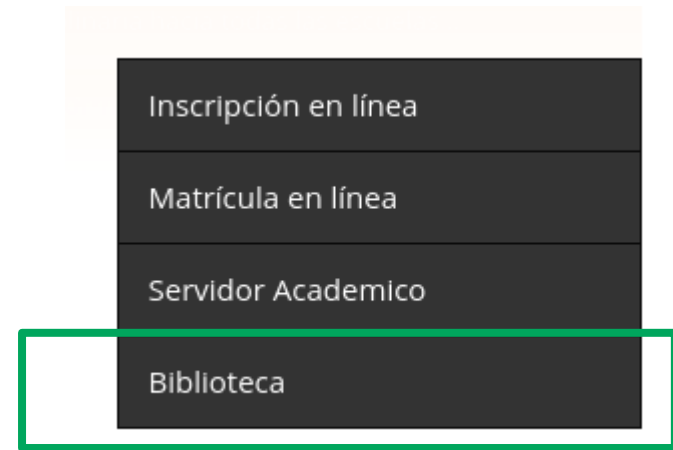 Inscripción en línea
Matrícula en línea
Servidor Academico
Biblioteca